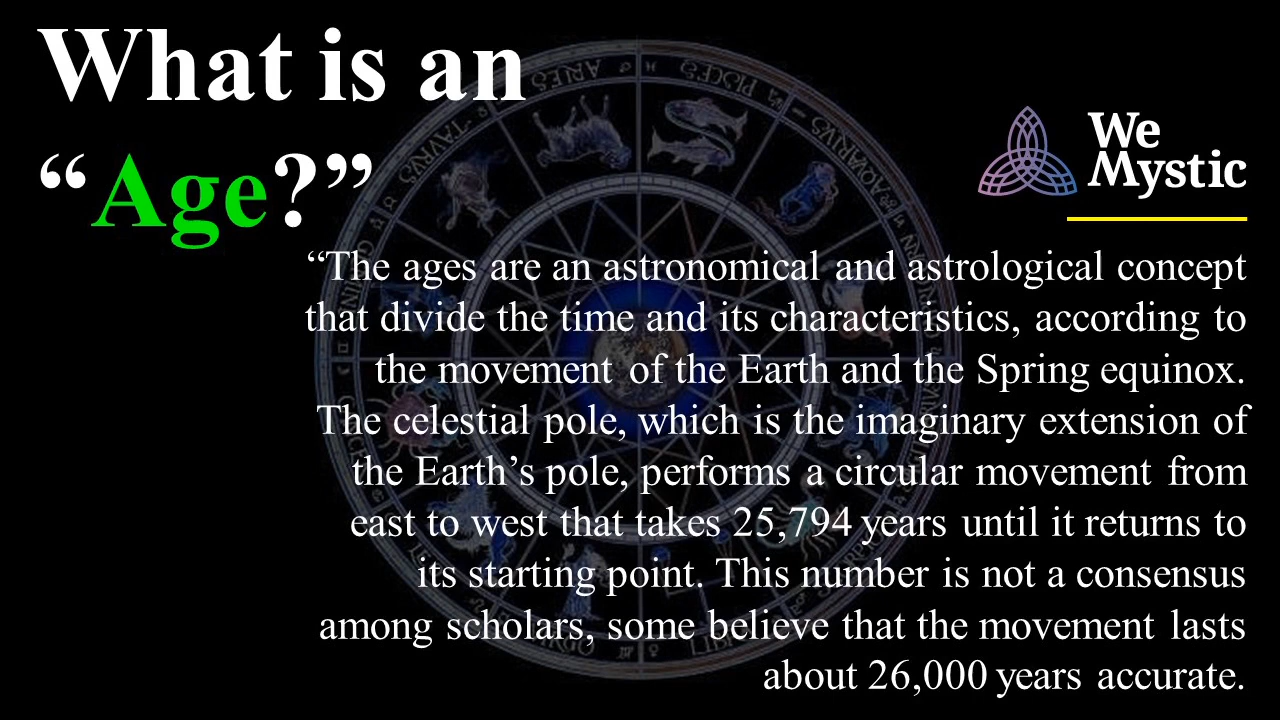 What is an
“Age?”
We
Mystic
“The ages are an astronomical and astrological concept
that divide the time and its characteristics, according to
the movement of the Earth and the Spring equinox.
The celestial pole, which is the imaginary extension of
the Earth’s pole, performs a circular movement from
east to west that takes 25,794 years until it returns to
its starting point. This number is not a consensus
among scholars, some believe that the movement lasts
about 26,000 years accurate.
ARIES
PISCES
AQUARIUS
TAURUS